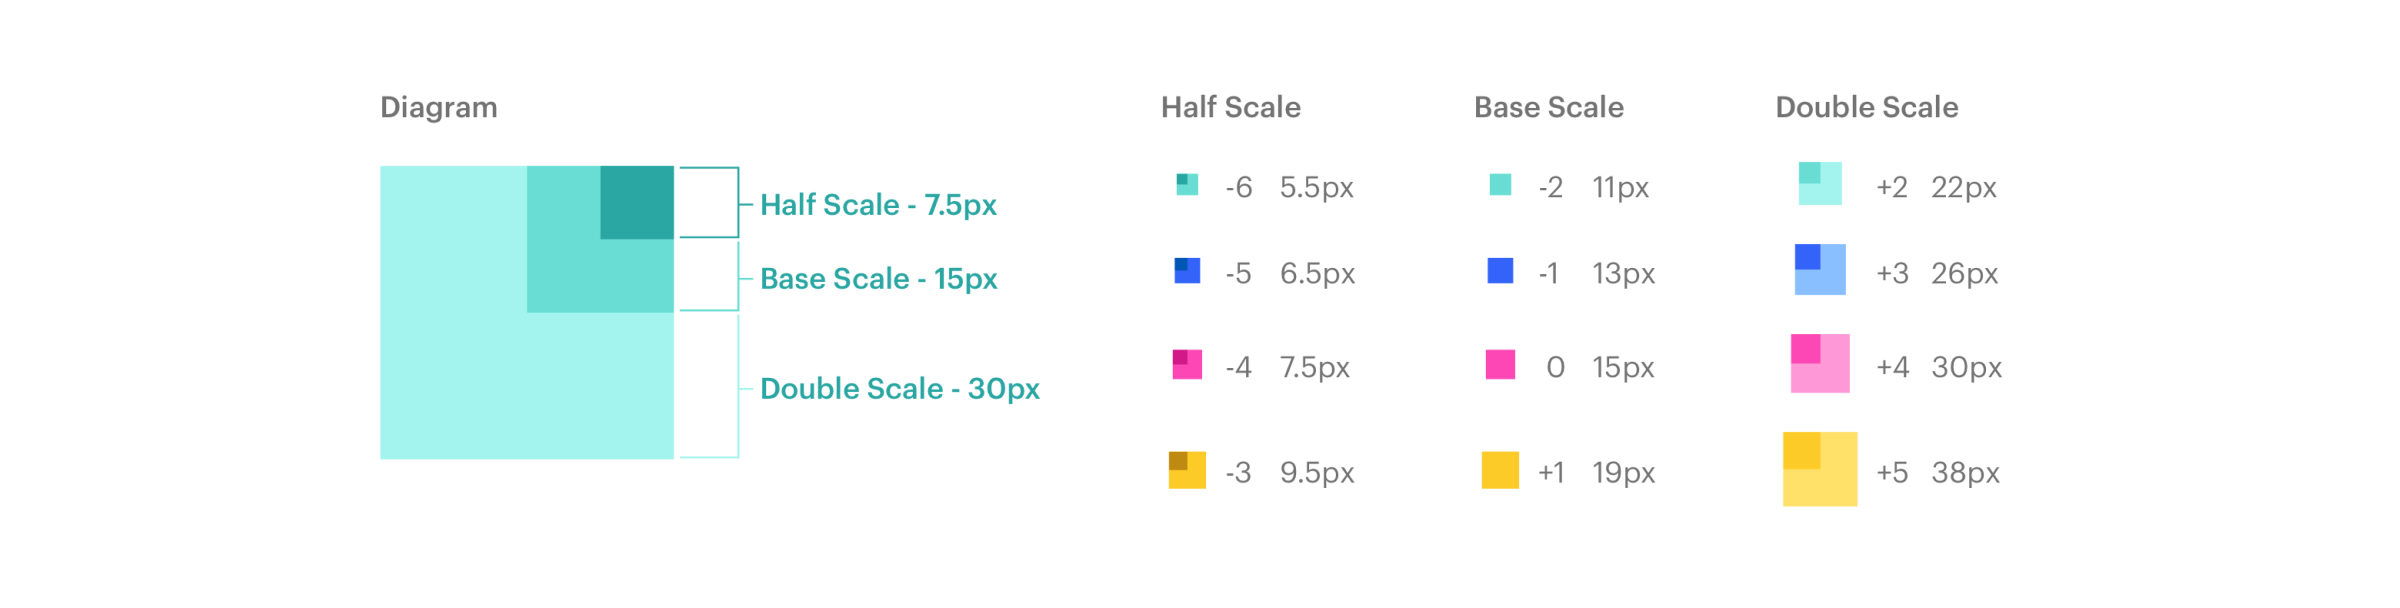 Diagram
Half Scale - 7.5px
Base Scale - 15px
Double Scale - 30px
Half Scale
-6 5.5px
-5 6.5px
-4 7.5px
-3 9.5px
Base Scale
-2 11px
-1 13px
0 15px
+1 19px
Double Scale
+2 22px
+3 26px
+4 30px
+5 38px